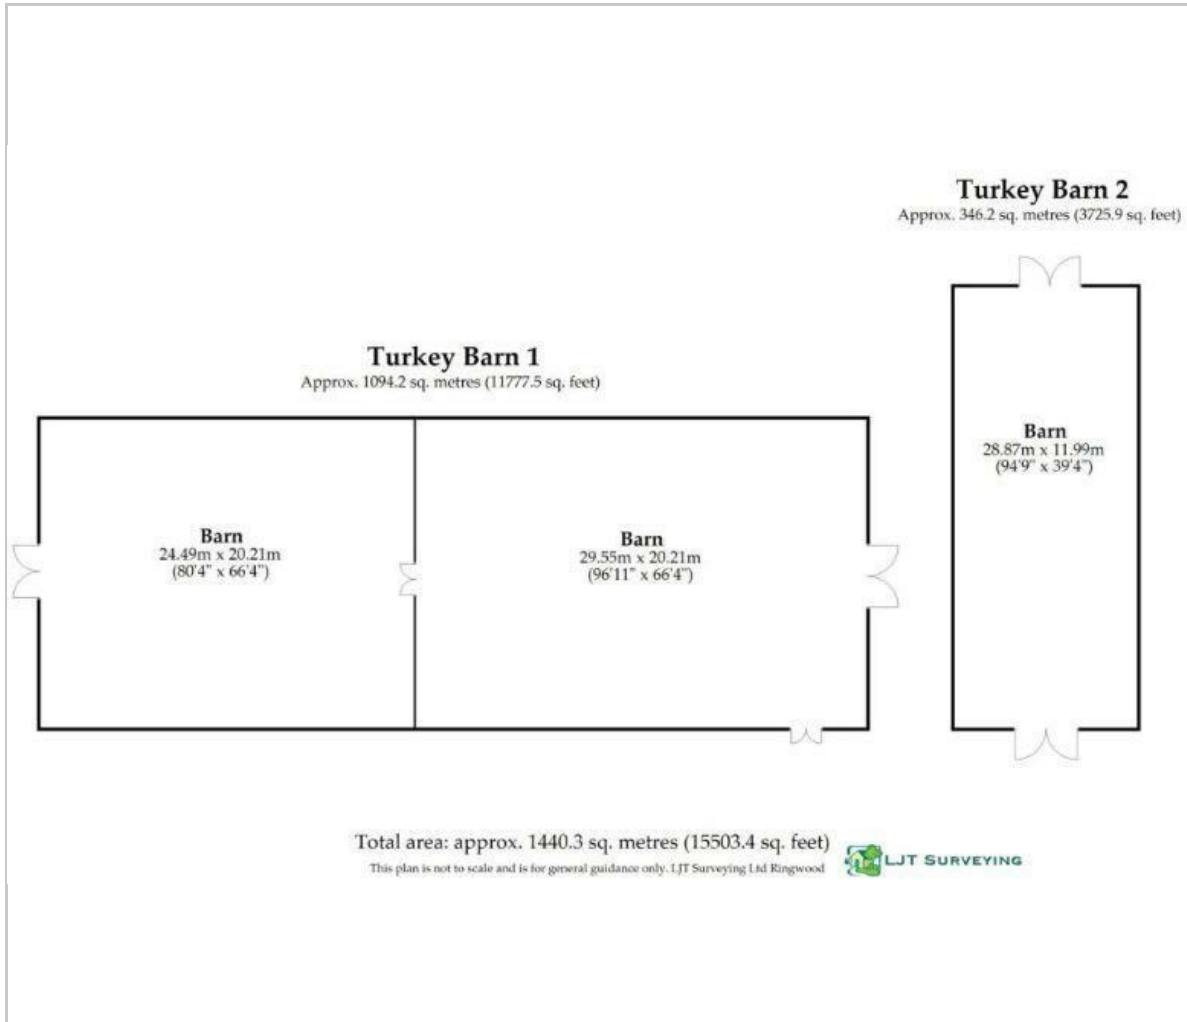 Turkey Barn 2
Approx. 346.2 sq. metres (3725.9 sq. feet)
Barn
28.87m x 11.99m
(94'9" x 39'4")
Turkey Barn 1
Approx. 1094.2 sq. metres (11777.5 sq. feet)
Barn
24.49m x 20.21m
(80'4" x 66'4")
Barn
29.55m x 20.21m
(96'11" x 66'4")
Total area: approx. 1440.3 sq. metres (15503.4 sq. feet)
This plan is not to scale and is for general guidance only. LJT Surveying Ltd Ringwood
LJT SURVEYING